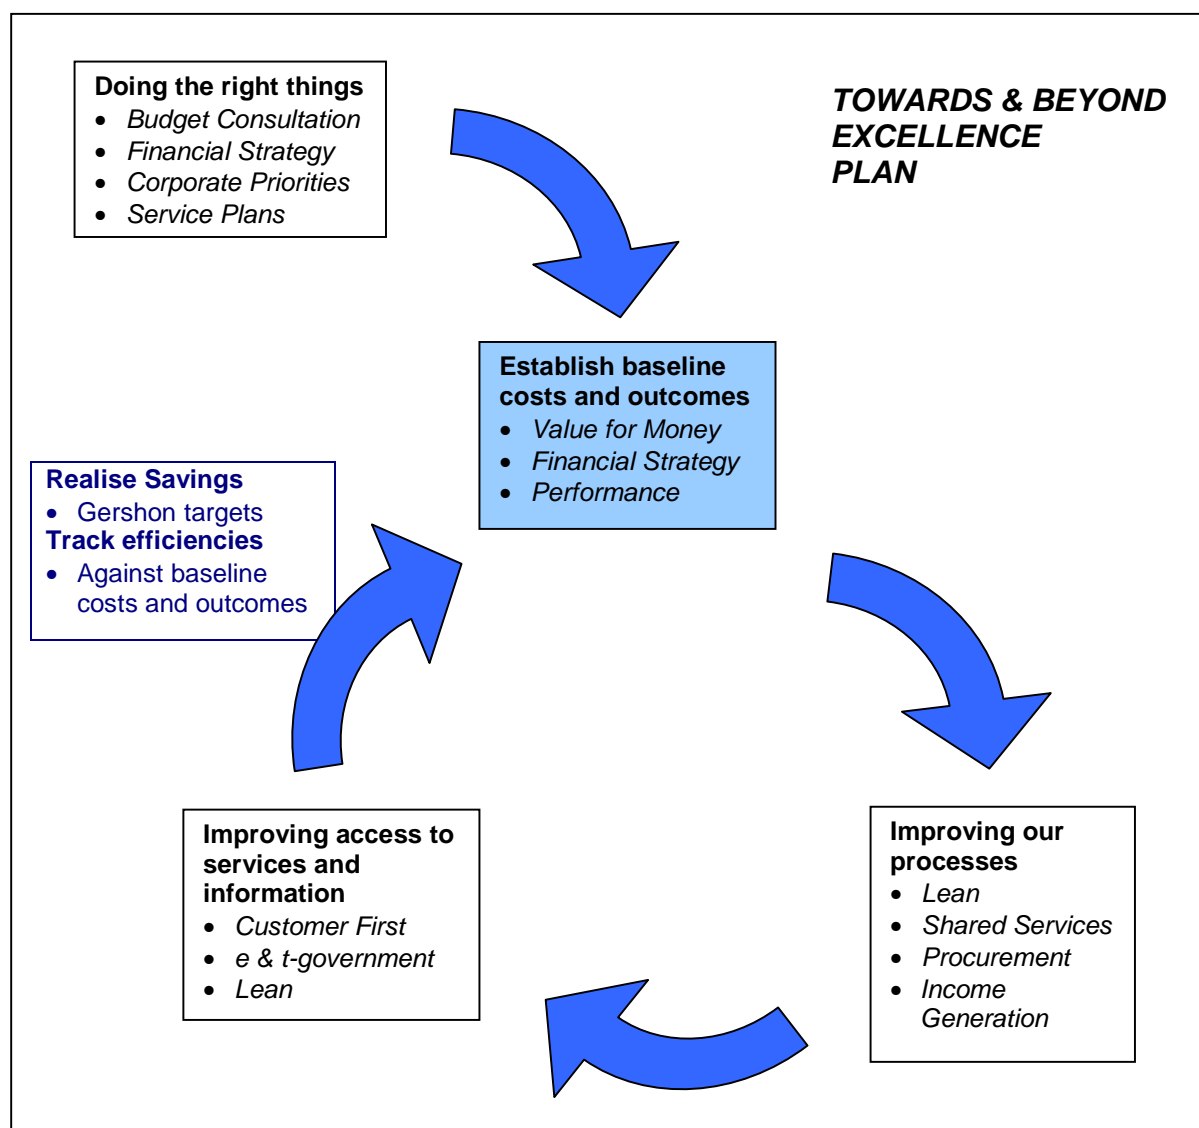 Doing the right things
• Budget Consultation
• Financial Strategy
• Corporate Priorities
• Service Plans
TOWARDS & BEYOND
EXCELLENCE
PLAN
Establish baseline
costs and outcomes
• Value for Money
• Financial Strategy
• Performance
Realise Savings
• Gershon targets
Track efficiencies
• Against baseline
costs and outcomes
Improving access to
services and
information
• Customer First
• e & t-government
• Lean
Improving our
processes
• Lean
• Shared Services
• Procurement
• Income
Generation